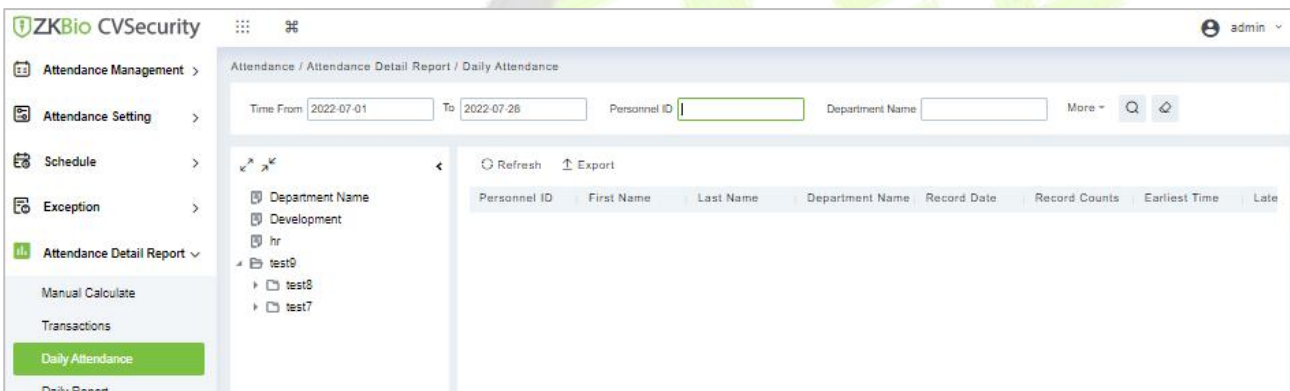 ZKBio CVSecurity
admin
Attendance Management
Attendance Setting
Schedule
Exception
Attendance Detail Report
Manual Calculate
Transactions
Daily Attendance
Daily Report
Attendance / Attendance Detail Report / Daily Attendance
Time From 2022-07-01 To 2022-07-28 Personnel ID Department Name More
Department Name
Development
hr
test9
test8
test7
Refresh Export
Personnel ID First Name Last Name Department Name Record Date Record Counts Earliest Time Late